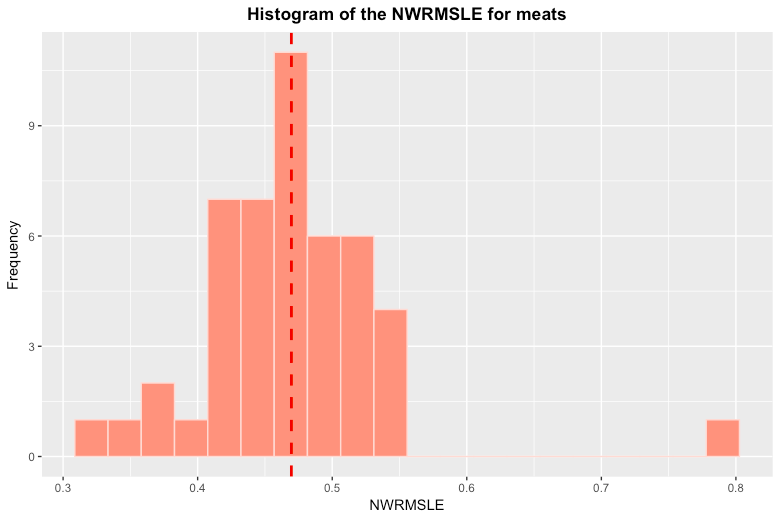 Histogram of the NWRMSLE for meats
Frequency
9
6
3
0
0.3 0.4 0.5 0.6 0.7 0.8
NWRMSLE